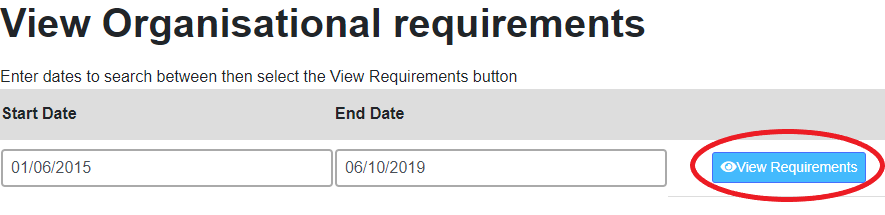 View Organisational requirements
Enter dates to search between then select the View Requirements button
Start Date End Date
01/06/2015 06/10/2019 View Requirements